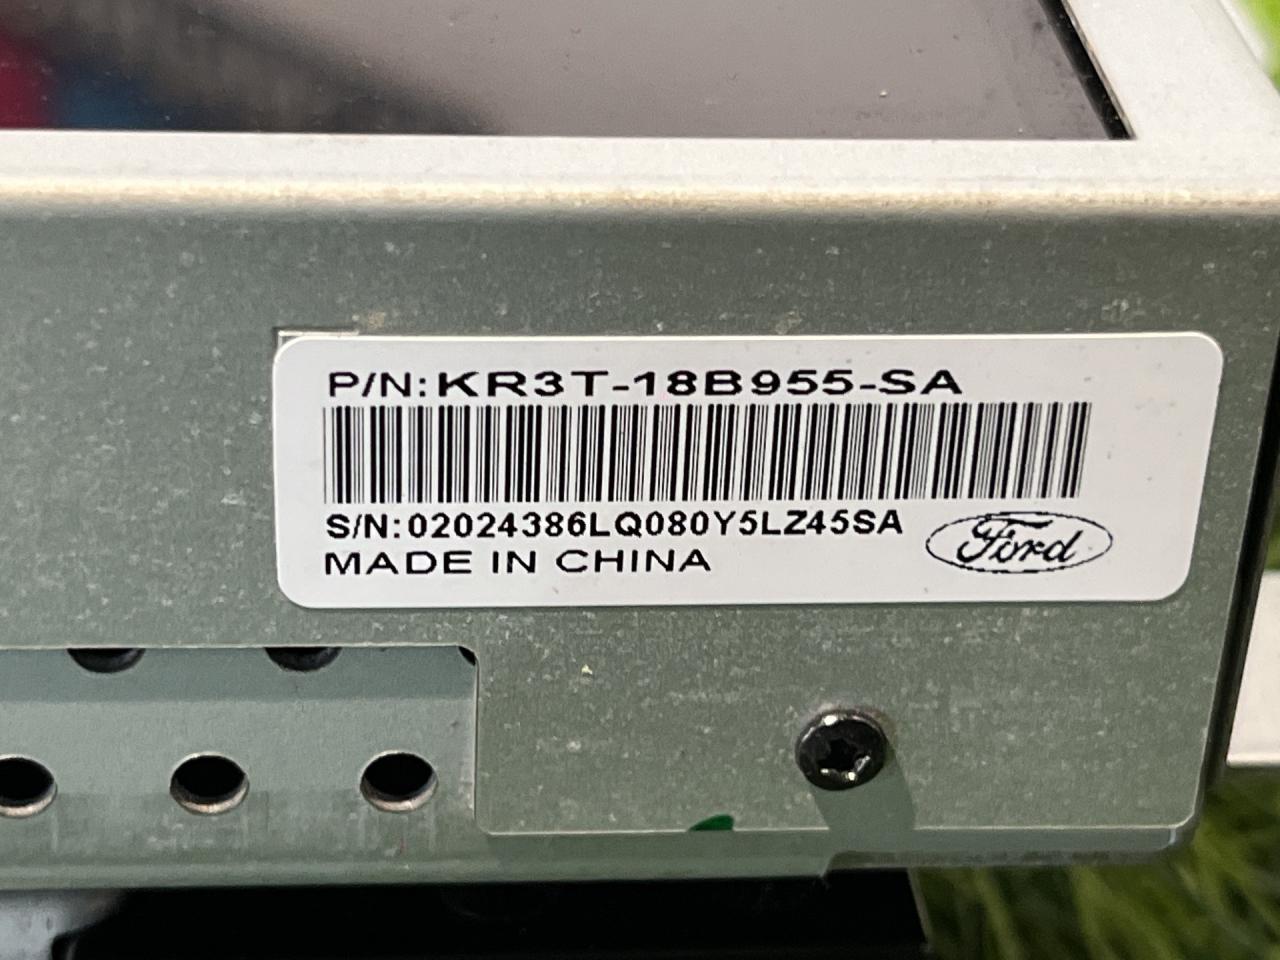 P/N:KR3T-18B955-SA
S/N:02024386LQ080Y5LZ45SA
Ford
MADE IN CHINA